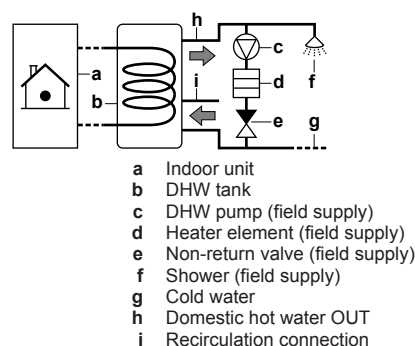 h
c
a
i
d
f
b
e
g
a Indoor unit
b DHW tank
c DHW pump (field supply)
d Heater element (field supply)
e Non-return valve (field supply)
f Shower (field supply)
g Cold water
h Domestic hot water OUT
i Recirculation connection